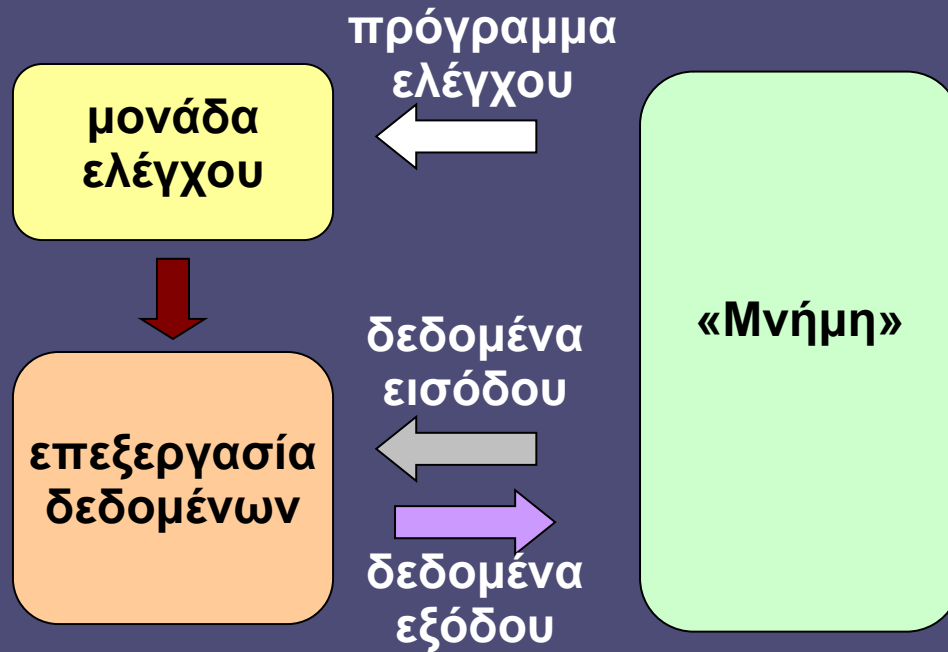 πρόγραμμα
ελέγχου
μονάδα
ελέγχου
«Μνήμη»
δεδομένα
εισόδου
επεξεργασία
δεδομένων
δεδομένα
εξόδου